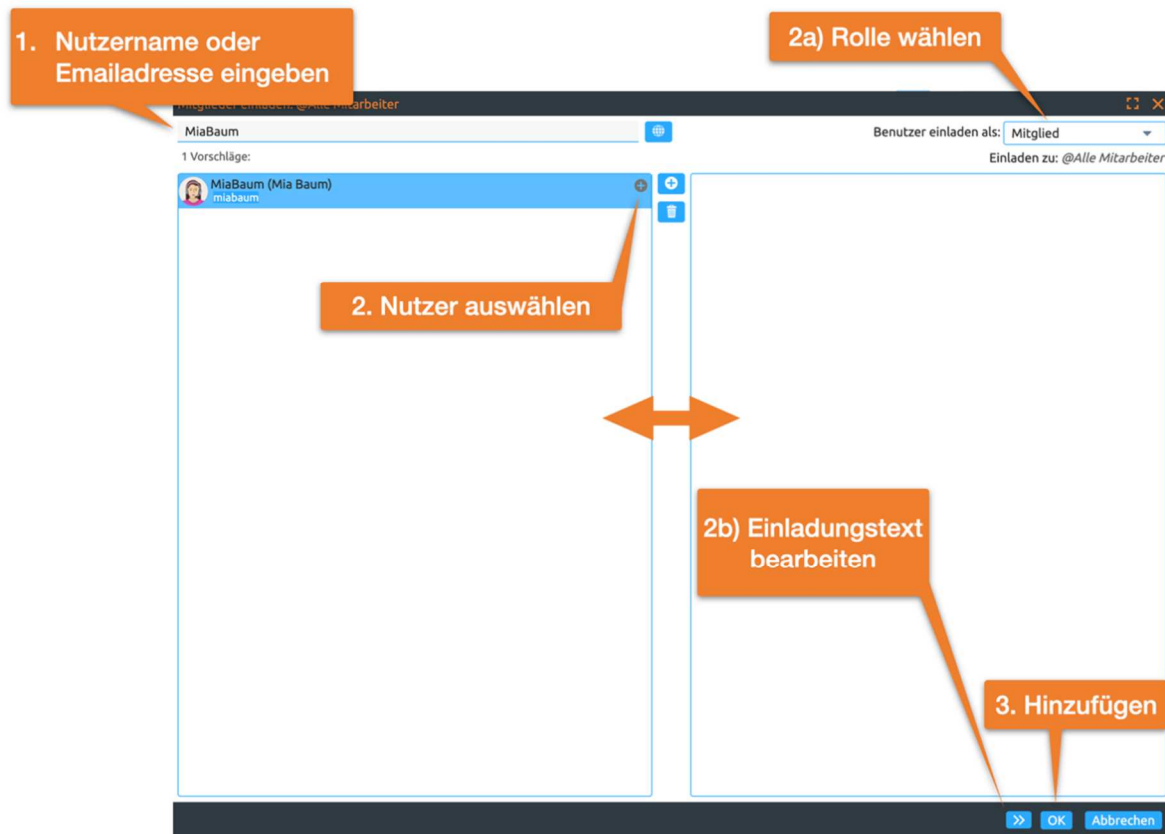 1. Nutzername oder
Emailadresse eingeben
2a) Rolle wählen
Mitglieder einladen: @Alle Mitarbeiter
MiaBaum
Benutzer einladen als: Mitglied
1 Vorschläge:
Einladen zu: @Alle Mitarbeiter
MiaBaum (Mia Baum)
miabaum
2. Nutzer auswählen
2b) Einladungstext
bearbeiten
3. Hinzufügen
OK
Abbrechen